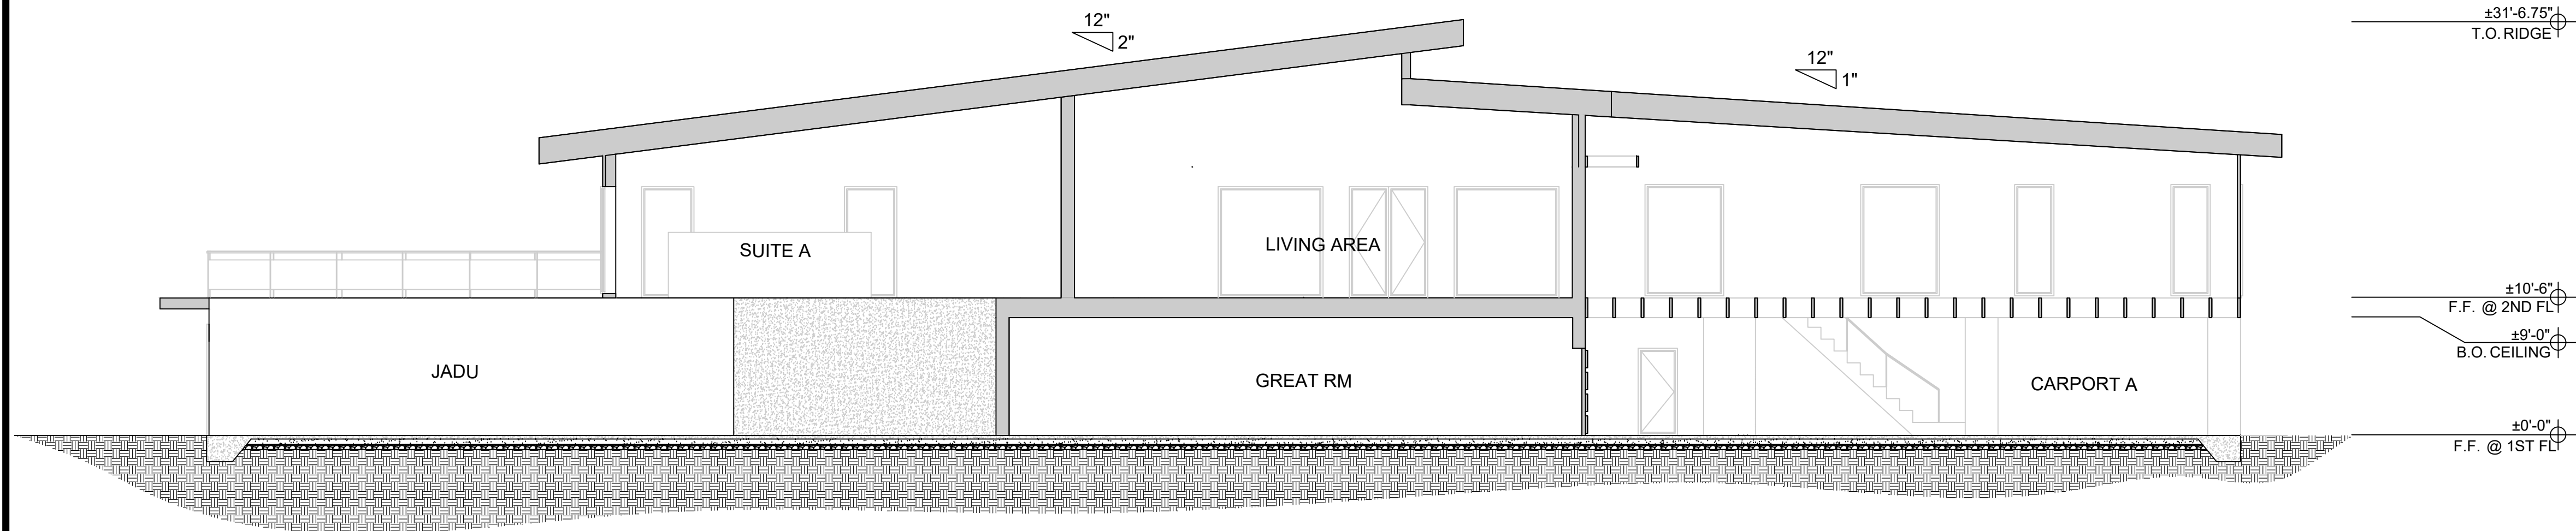 12"
2"
12"
1"
±31'-6.75"
T.O. RIDGE
SUITE A
LIVING AREA
±10'-6"
F.F. @ 2ND FL
±9'-0"
B.O. CEILING
JADU
GREAT RM
CARPORT A
±0'-0"
F.F. @ 1ST FL